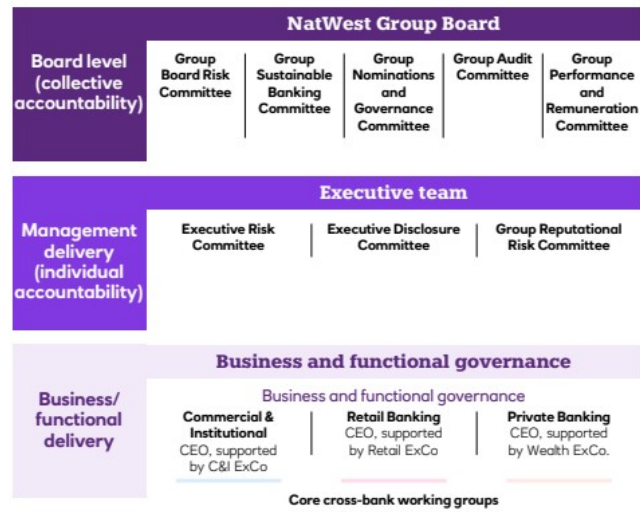 Board level
(collective
accountability)
NatWest Group Board
Group
Board Risk
Committee
Group
Sustainable
Banking
Committee
Group
Nominations
and
Governance
Committee
Group Audit
Committee
Group
Performance
and
Remuneration
Committee
Management
delivery
(individual
accountability)
Executive team
Executive Risk
Committee
Executive Disclosure
Committee
Group Reputational
Risk Committee
Business/
functional
delivery
Business and functional governance
Business and functional governance
Commercial &
Institutional
CEO, supported
by C&I ExCo
Retail Banking
CEO, supported
by Retail ExCo
Private Banking
CEO, supported
by Wealth ExCo.
Core cross-bank working groups